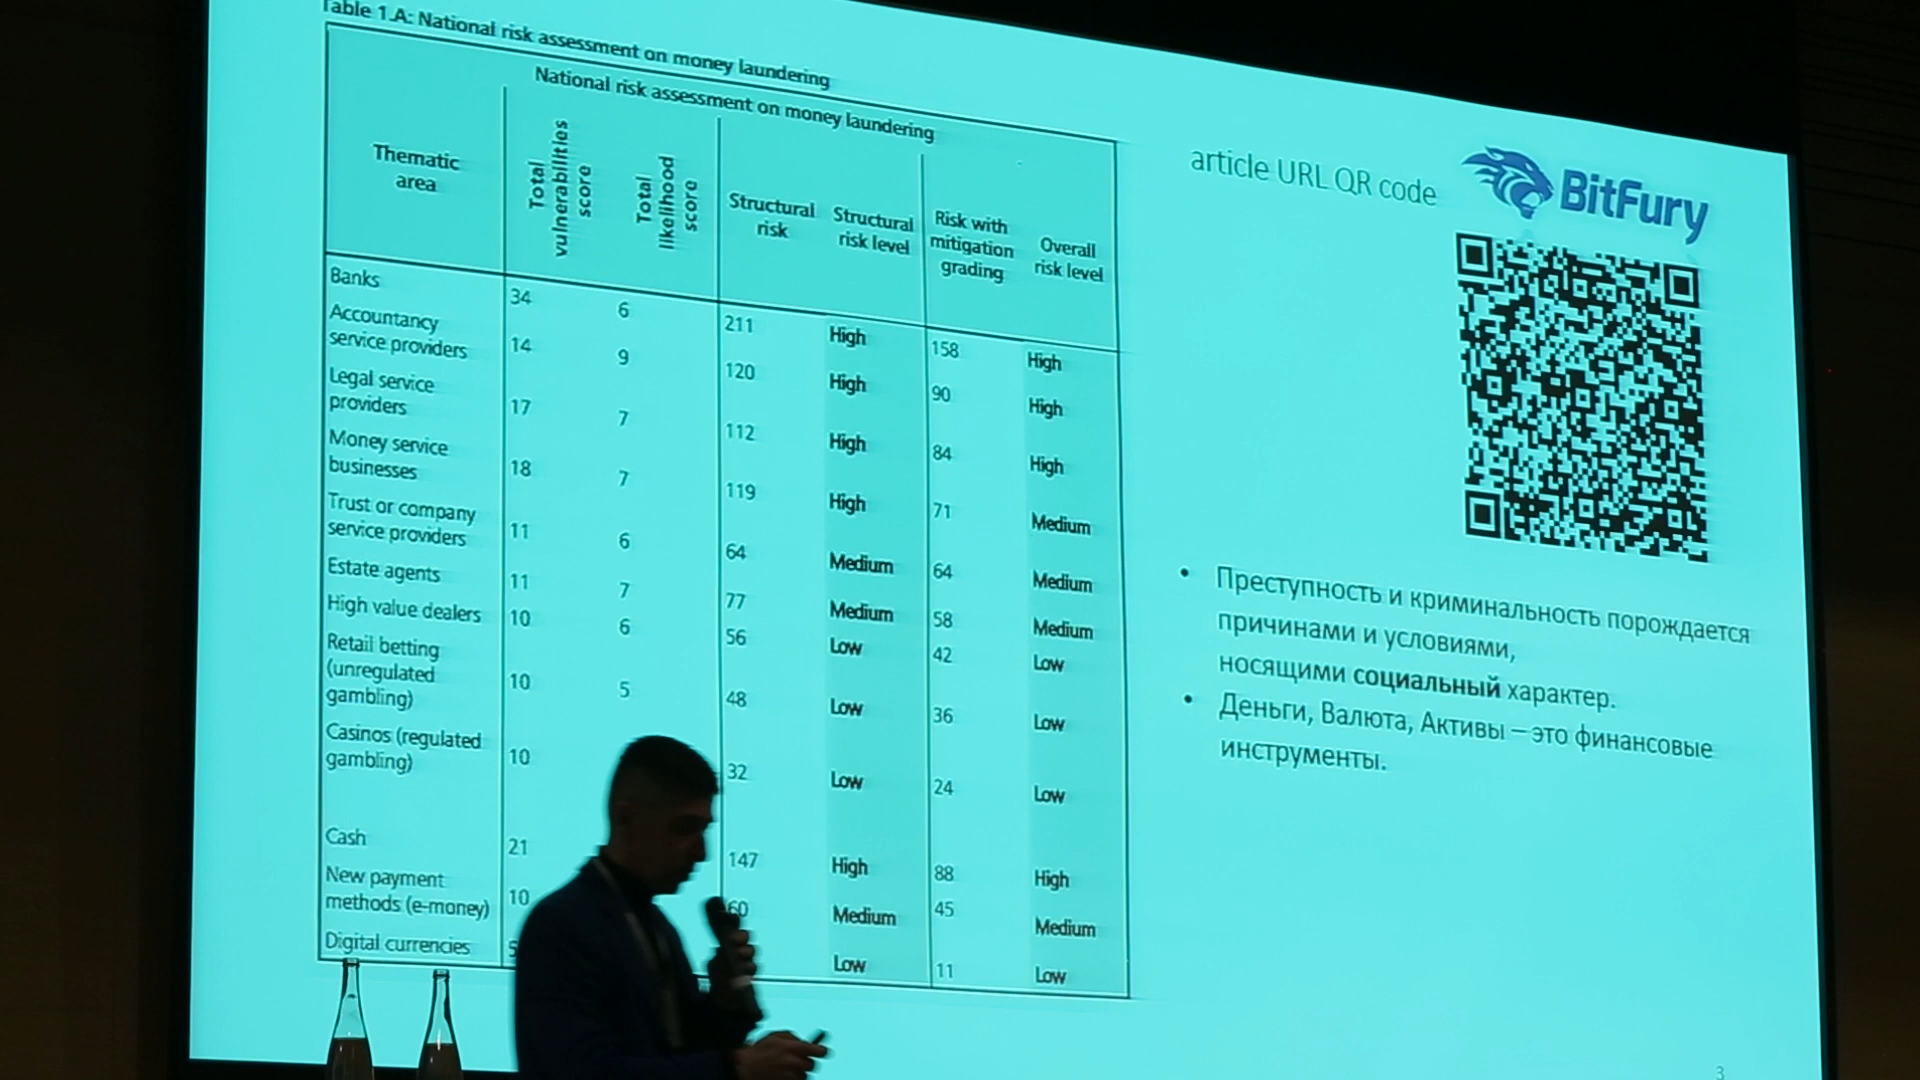 Table 1.A: National risk assessment on money laundering
National risk assessment on money laundering
Thematic
area
Total
vulnerabilities
score
Total
likelihood
score
Structural
risk
Structural
risk level
Risk with
mitigation
grading
Overall
risk level
Banks 34 6 211 High 158 High
Accountancy
service providers 14 9 120 High 90 High
Legal service
providers 17 7 112 High 84 High
Money service
businesses 18 7 119 High 71 Medium
Trust or company
service providers 11 6 64 Medium 64 Medium
Estate agents 11 7 77 Medium 58 Medium
High value dealers 10 6 56 Low 42 Low
Retail betting
(unregulated
gambling) 10 5 48 Low 36 Low
Casinos (regulated
gambling) 10 32 Low 24 Low
Cash 21 147 High 88 High
New payment
methods (e-money) 10 60 Medium 45 Medium
Digital currencies 5 Low 11 Low
article URL QR code
BitFury
• Преступность и криминальность порождается
причинами и условиями,
носящими социальный характер.
• Деньги, Валюта, Активы – это финансовые
инструменты.
3